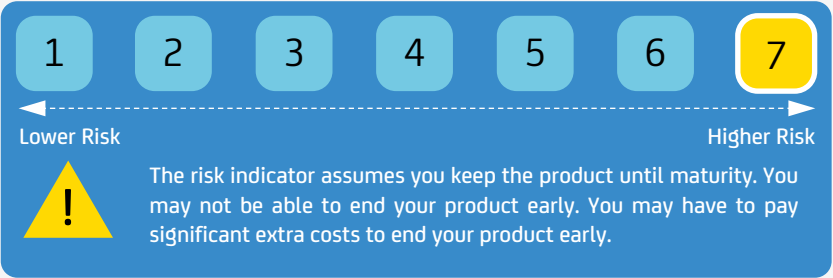 1 2 3 4 5 6 7
Lower Risk Higher Risk
!
The risk indicator assumes you keep the product until maturity. You
may not be able to end your product early. You may have to pay
significant extra costs to end your product early.